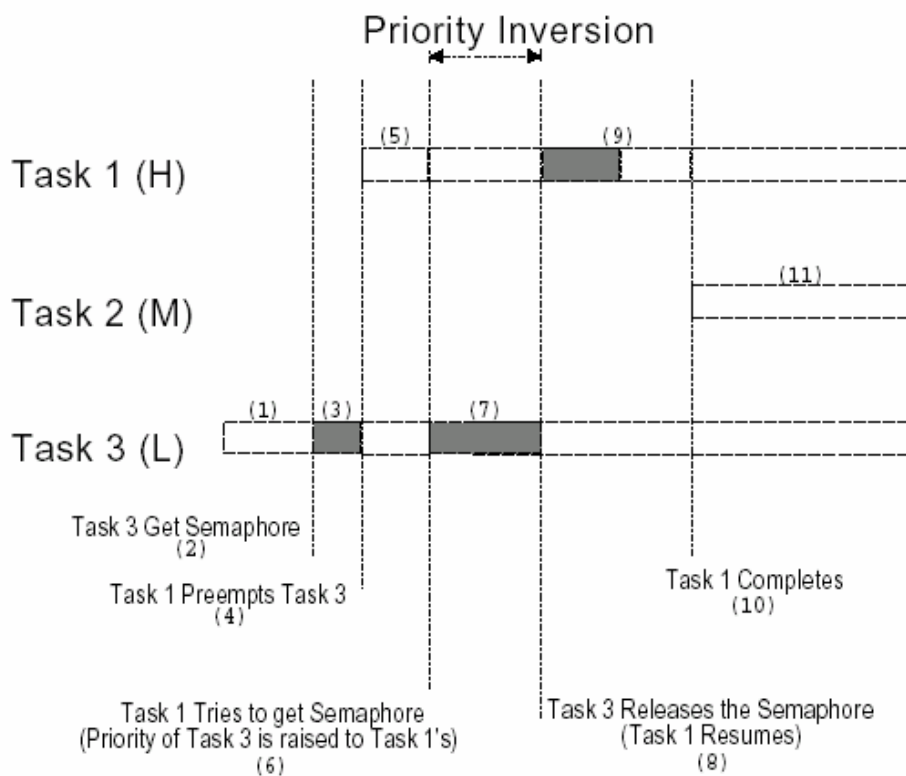 Priority Inversion
(5)
(9)
Task 1 (H)
(11)
Task 2 (M)
(1)
(3)
(7)
Task 3 (L)
Task 3 Get Semaphore
(2)
Task 1 Preempts Task 3
(4)
Task 1 Completes
(10)
Task 1 Tries to get Semaphore
(Priority of Task 3 is raised to Task 1's)
(6)
Task 3 Releases the Semaphore
(Task 1 Resumes)
(8)